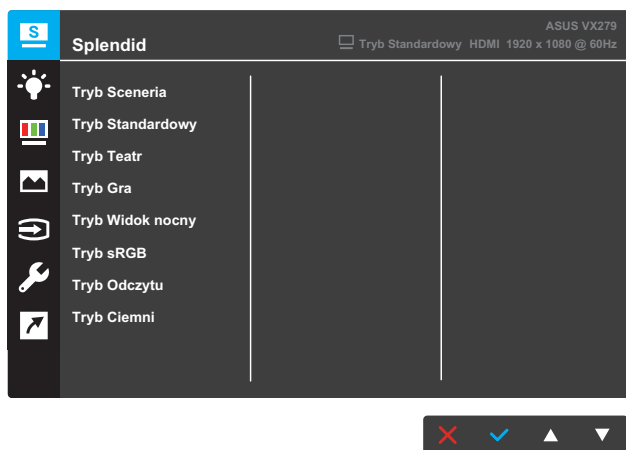 S
ASUS VX279
Splendid
Tryb Standardowy HDMI 1920 x 1080 @ 60Hz
Tryb Sceneria
Tryb Standardowy
Tryb Teatr
Tryb Gra
Tryb Widok nocny
Tryb sRGB
Tryb Odczytu
Tryb Ciemni